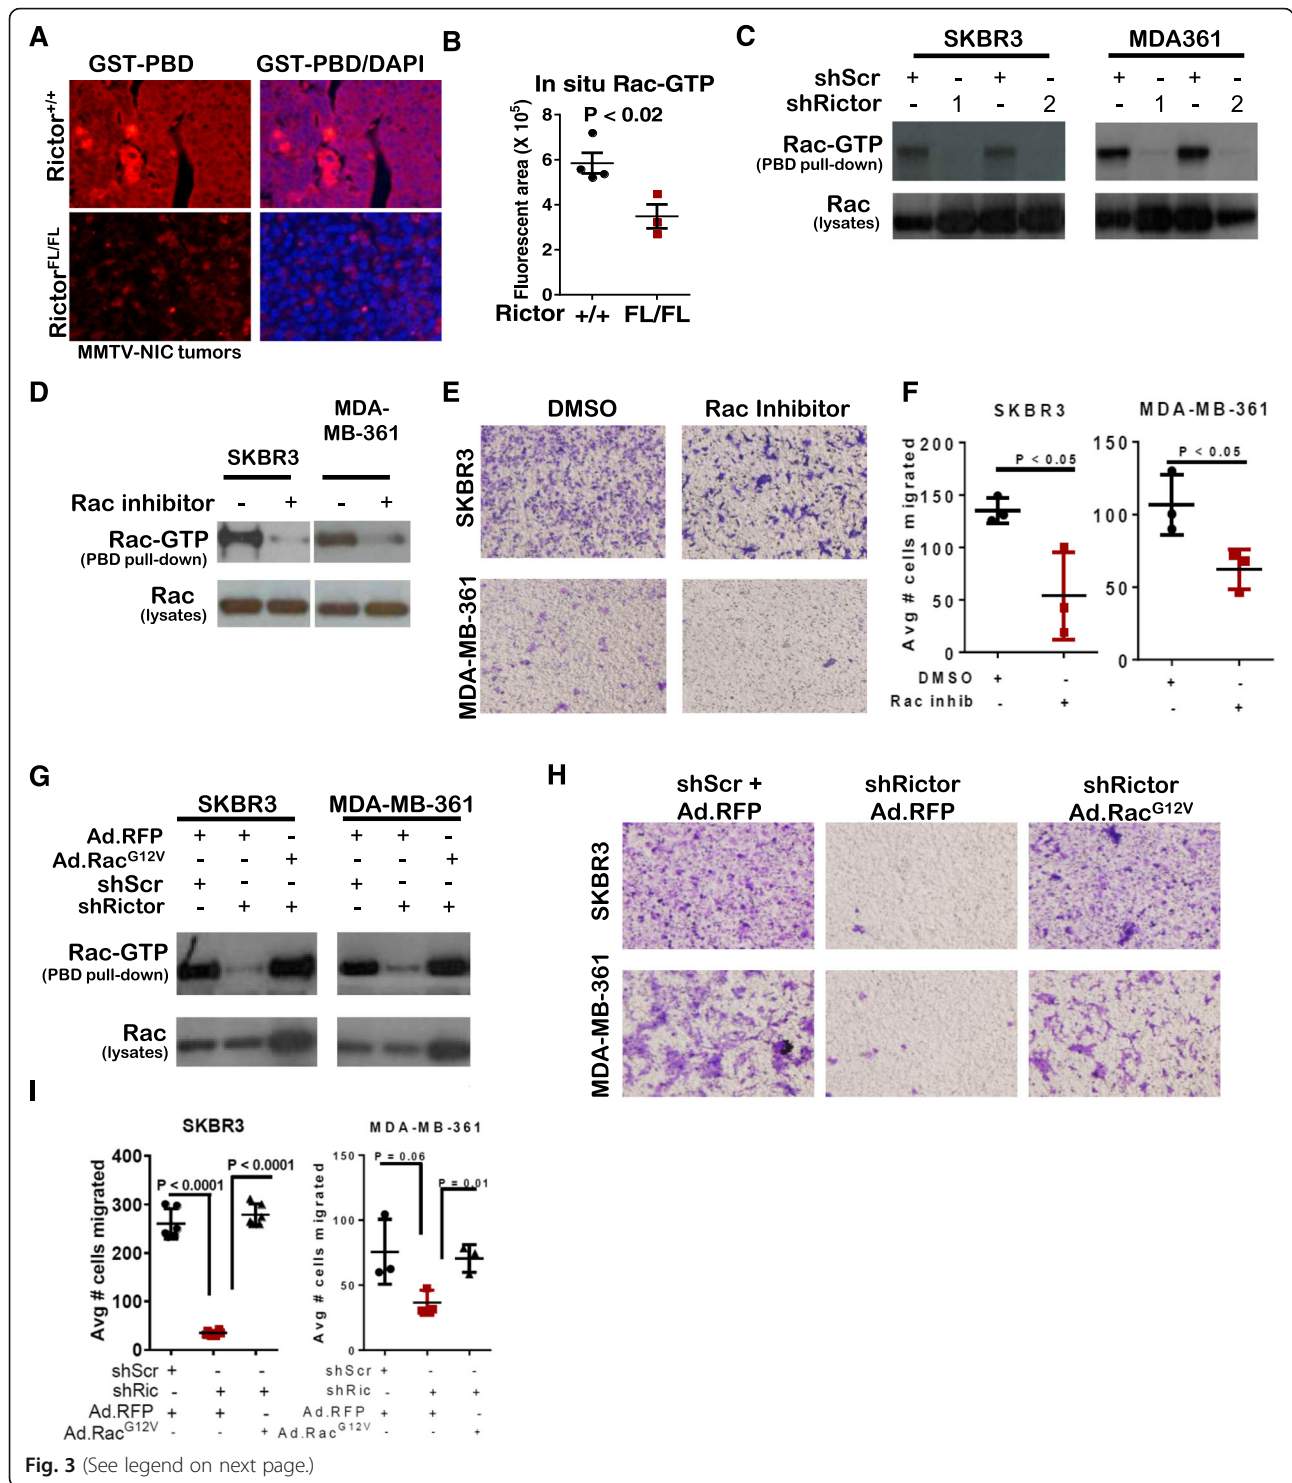 A
GST-PBD GST-PBD/DAPI
Rictor+/+
RictorFL/FL
MMTV-NIC tumors
B
In situ Rac-GTP
P < 0.02
Fluorescent area (X 10^5)
8
6
4
2
0
Rictor +/+ FL/FL
C
SKBR3 MDA361
shScr + - + - + - + -
shRictor - 1 - 2 - 1 - 2
Rac-GTP
(PBD pull-down)
Rac
(lysates)
D
MDA-
MB-361
SKBR3
Rac inhibitor - + - +
Rac-GTP
(PBD pull-down)
Rac
(lysates)
E
DMSO Rac Inhibitor
SKBR3
MDA-MB-361
F
SKBR3
P < 0.05
Avg # cells migrated
200
150
100
50
0
DMSO + -
Rac inhib - +
MDA-MB-361
P < 0.05
150
100
50
0
+ -
- +
G
SKBR3 MDA-MB-361
Ad.RFP + + - + + -
Ad.RacG12V - - + - - +
shScr + - - + - -
shRictor - + + - + +
Rac-GTP
(PBD pull-down)
Rac
(lysates)
H
shScr + Ad.RFP
shRictor Ad.RFP
shRictor Ad.RacG12V
SKBR3
MDA-MB-361
I
SKBR3
P < 0.0001
P < 0.0001
Avg # cells migrated
400
300
200
100
0
shScr + - -
shRic - + +
Ad.RFP + + -
Ad.RacG12V - - +
MDA-MB-361
P = 0.06
P = 0.01
Avg # cells migrated
150
100
50
0
shScr + - -
shRic - + +
Ad.RFP + + -
Ad.RacG12V - - +
Fig. 3 (See legend on next page.)